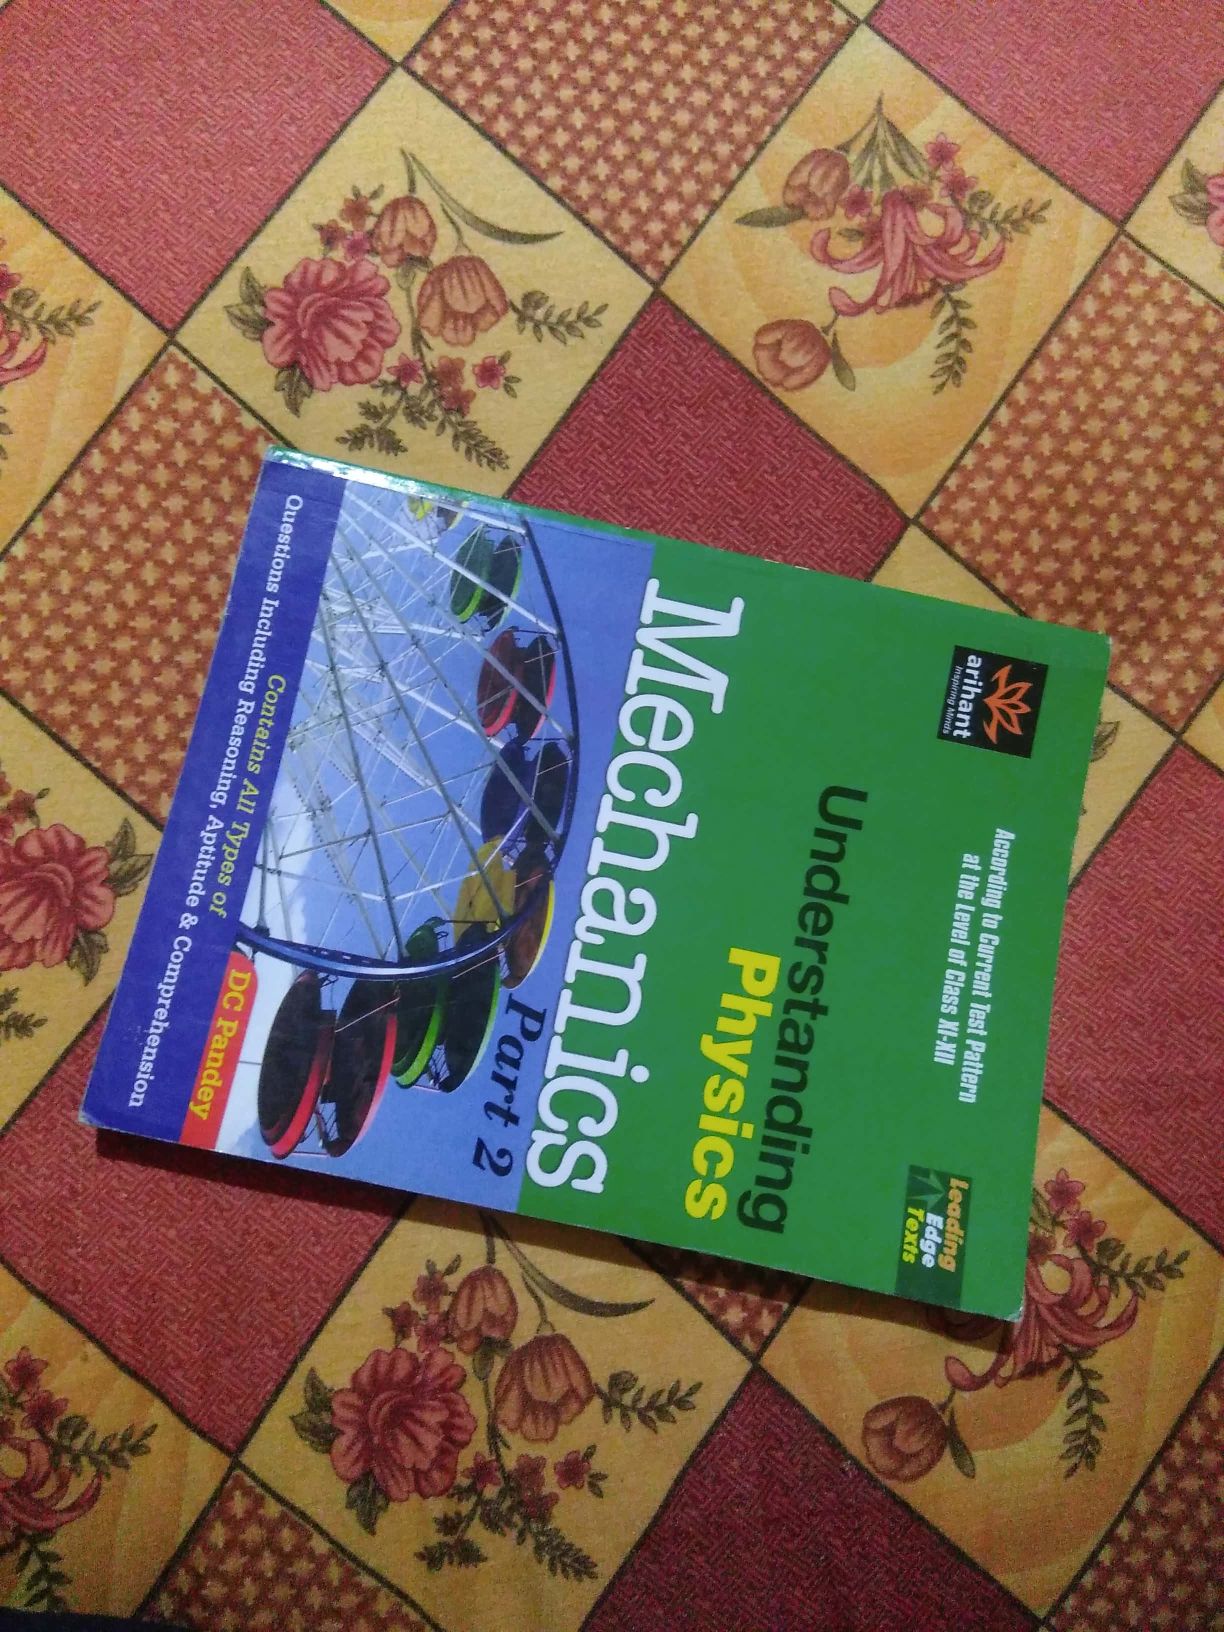 arihant
Inspiring Minds
According to Current Test Pattern
at the Level of Class XI-XII
Leading
Edge
Texts
Understanding
Physics
Mechanics
Part 2
DC Pandey
Contains All Types of
Questions Including Reasoning, Aptitude & Comprehension